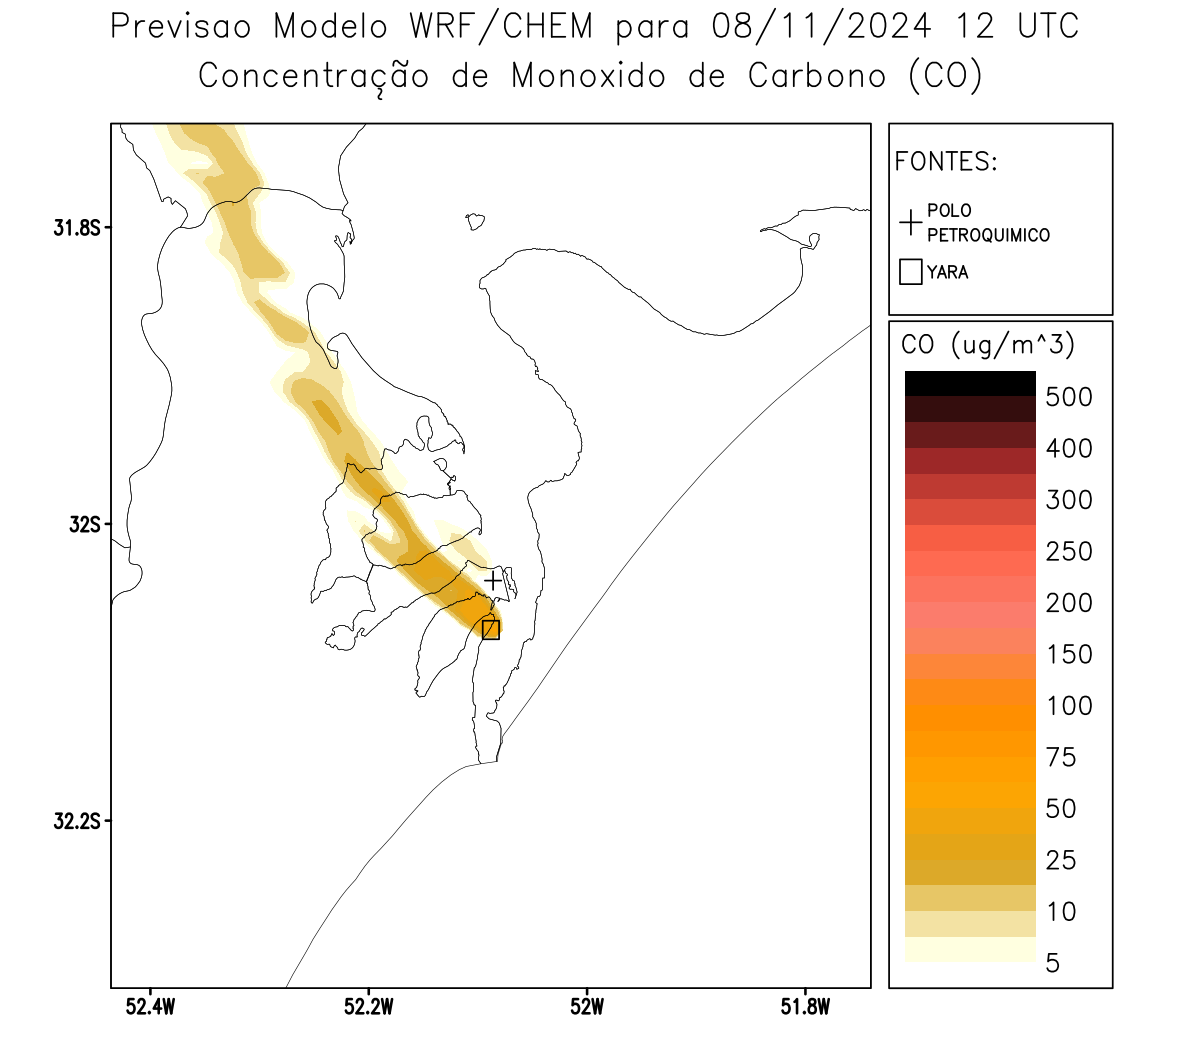 Previsao Modelo WRF/CHEM para 08/11/2024 12 UTC
Concentração de Monoxido de Carbono (CO)
FONTES:
POLO
PETROQUIMICO
YARA
CO (ug/m^3)
500
400
300
250
200
150
100
75
50
25
10
5
31.8S
32S
32.2S
52.4W
52.2W
52W
51.8W